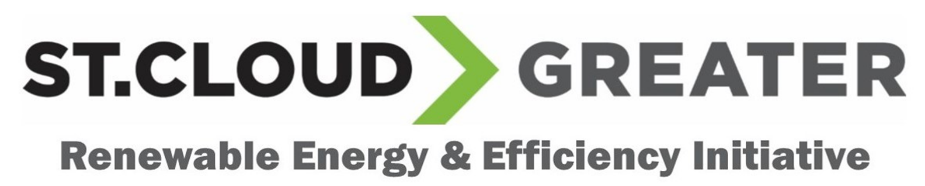 ST.CLOUD GREATER
Renewable Energy & Efficiency Initiative